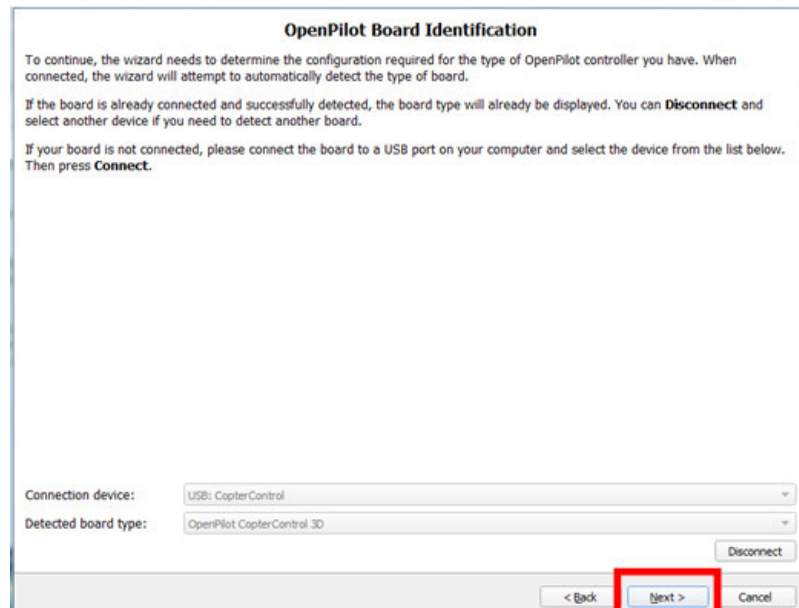 OpenPilot Board Identification
To continue, the wizard needs to determine the configuration required for the type of OpenPilot controller you have. When
connected, the wizard will attempt to automatically detect the type of board.
If the board is already connected and successfully detected, the board type will already be displayed. You can Disconnect and
select another device if you need to detect another board.
If your board is not connected, please connect the board to a USB port on your computer and select the device from the list below.
Then press Connect.
Connection device: USB: CopterControl
Detected board type: OpenPilot CopterControl 3D
Disconnect
< Back Next > Cancel